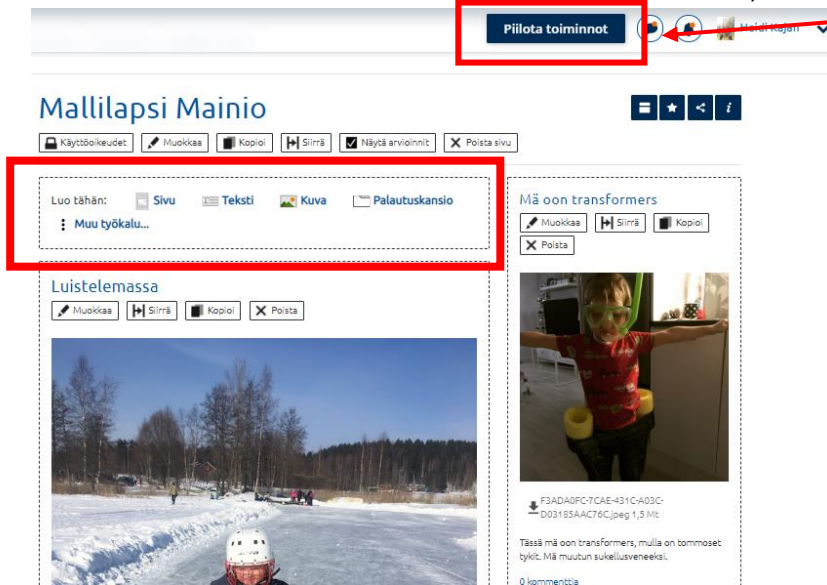 Piilota toiminnot
Heidi Kajan
Mallilapsi Mainio
Käyttöoikeudet Muokkaa Kopioi Siirrä Näytä arvioinnit Poista sivu
Luo tähän: Sivu Teksti Kuva Palautuskansio
Muu työkalu...
Luistelemassa
Muokkaa Siirrä Kopioi Poista
Mä oon transformers
Muokkaa Siirrä Kopioi
Poista
F3ADA0FC-7CAE-431C-A03C-
D03185AAC76C.jpeg 1,5 Mt
Tässä mä oon transformers, mulla on tommoset
tykit. Mä muutun sukellusveneeksi.
0 kommenttia